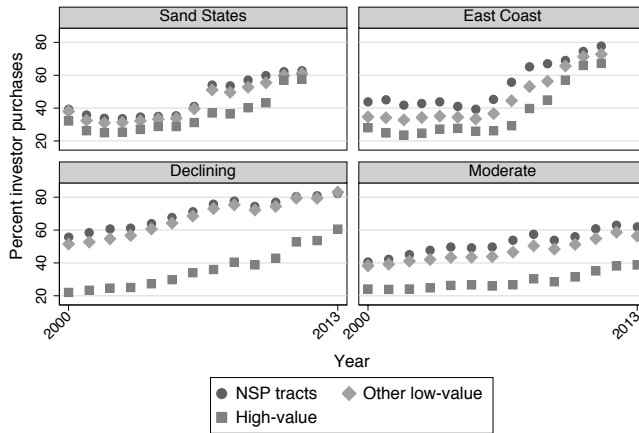 Sand States
East Coast
80
60
40
20
Declining
Moderate
80
60
40
20
Percent investor purchases
2000
2013
2000
2013
Year
NSP tracts
Other low-value
High-value